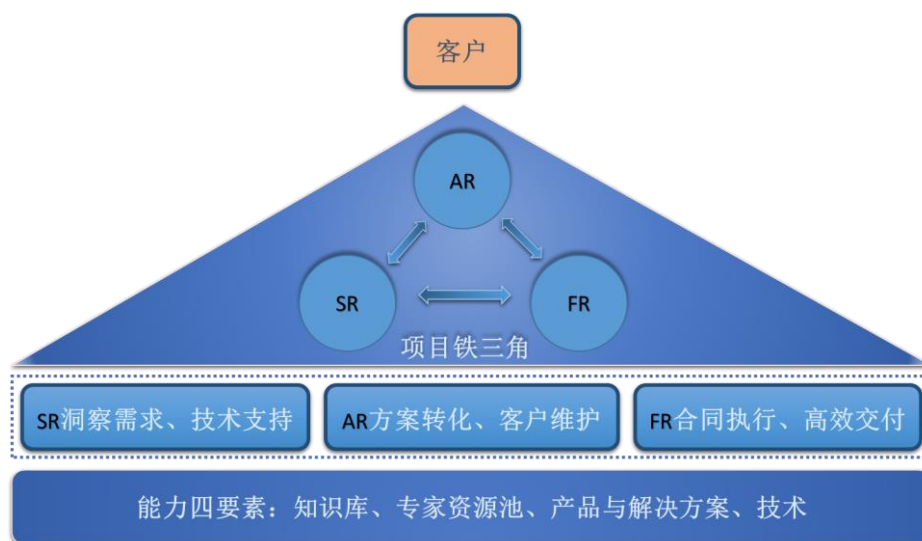 客户
AR
SR
FR
项目铁三角
SR洞察需求、技术支持
AR方案转化、客户维护
FR合同执行、高效交付
能力四要素：知识库、专家资源池、产品与解决方案、技术